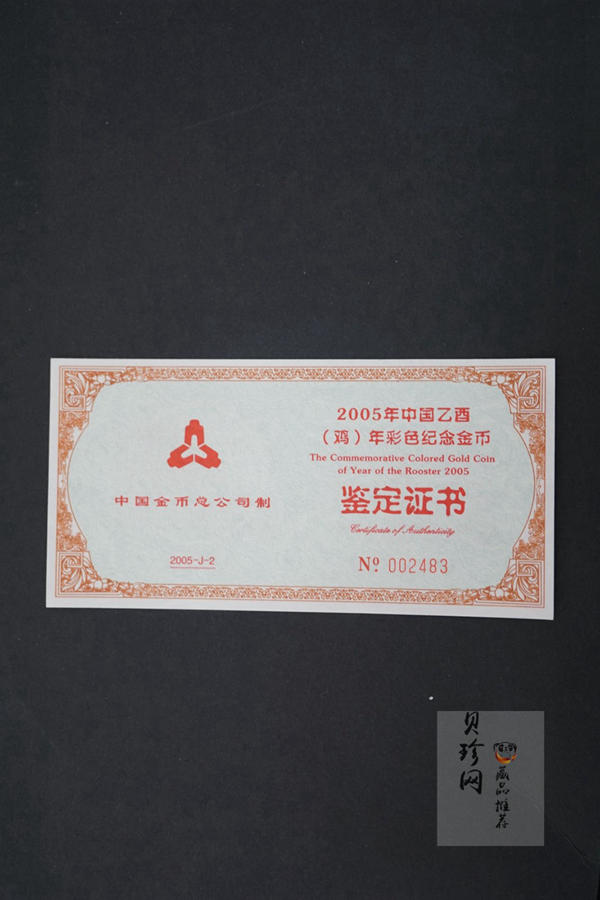 中国金币总公司制
2005-J-2
2005年中国乙酉
（鸡）年彩色纪念金币
The Commemorative Colored Gold Coin
of Year of the Rooster 2005
鉴定证书
Certificate of Authenticity
Nº 002483
贝珍网
藏品推荐